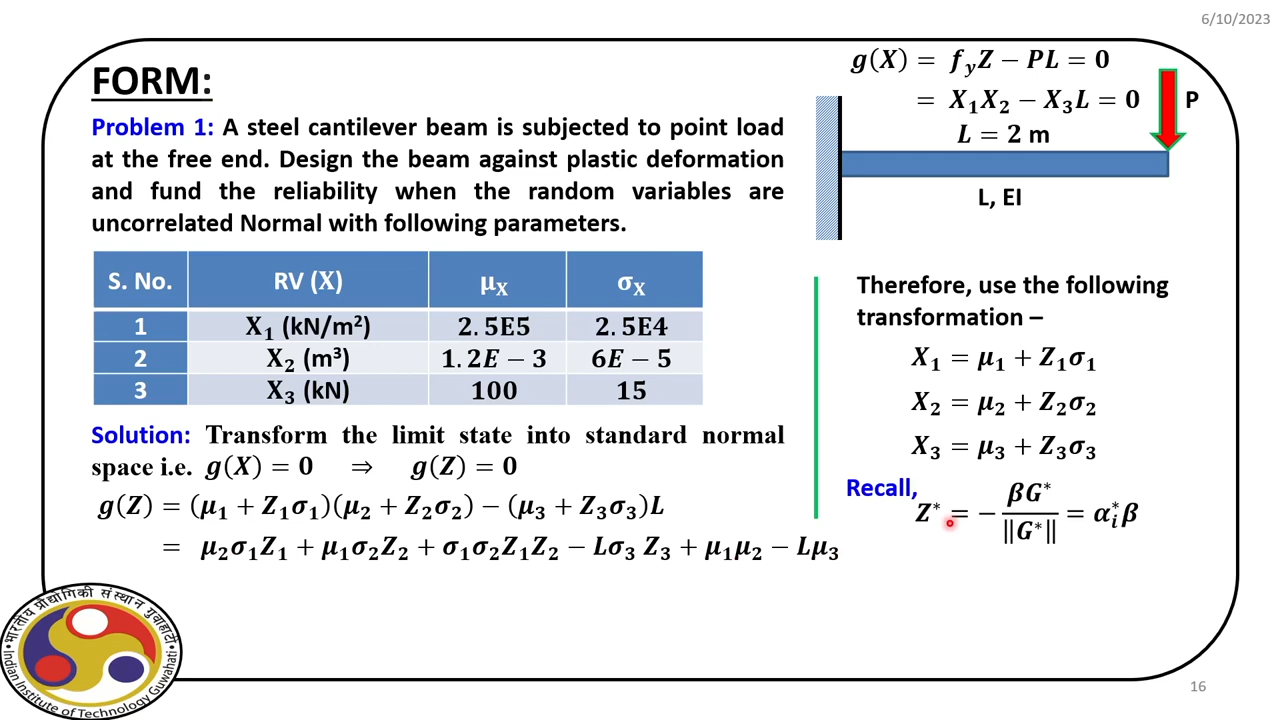 6/10/2023
FORM:
Problem 1: A steel cantilever beam is subjected to point load
at the free end. Design the beam against plastic deformation
and fund the reliability when the random variables are
uncorrelated Normal with following parameters.
S. No. RV (X) μ_X σ_X
1 X₁ (kN/m²) 2.5E5 2.5E4
2 X₂ (m³) 1.2E − 3 6E − 5
3 X₃ (kN) 100 15
Solution: Transform the limit state into standard normal
space i.e. g(X) = 0 ⇒ g(Z) = 0
g(Z) = (μ₁ + Z₁σ₁)(μ₂ + Z₂σ₂) − (μ₃ + Z₃σ₃)L
= μ₂σ₁Z₁ + μ₁σ₂Z₂ + σ₁σ₂Z₁Z₂ − Lσ₃ Z₃ + μ₁μ₂ − Lμ₃
g(X) = f_yZ − PL = 0
= X₁X₂ − X₃L = 0
P
L = 2 m
L, EI
Therefore, use the following
transformation –
X₁ = μ₁ + Z₁σ₁
X₂ = μ₂ + Z₂σ₂
X₃ = μ₃ + Z₃σ₃
Recall,
Z* = − βG* / ||G*|| = α*_i β
भारतीय प्रौद्योगिकी संस्थान गुवाहाटी
Indian Institute of Technology Guwahati
16